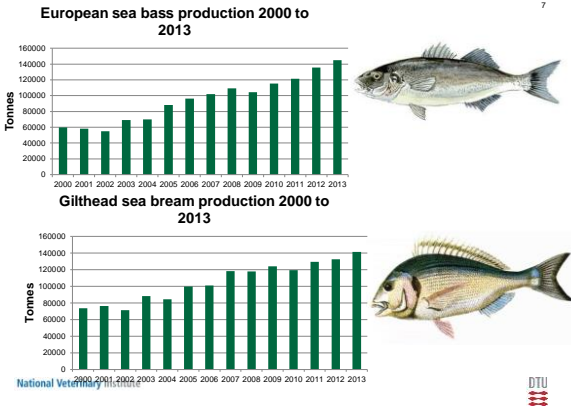 7
European sea bass production 2000 to
2013
160000
140000
120000
100000
80000
60000
40000
20000
0
Tonnes
2000 2001 2002 2003 2004 2005 2006 2007 2008 2009 2010 2011 2012 2013
Gilthead sea bream production 2000 to
2013
160000
140000
120000
100000
80000
60000
40000
20000
0
Tonnes
2000 2001 2002 2003 2004 2005 2006 2007 2008 2009 2010 2011 2012 2013
National Veterinary Institute
DTU